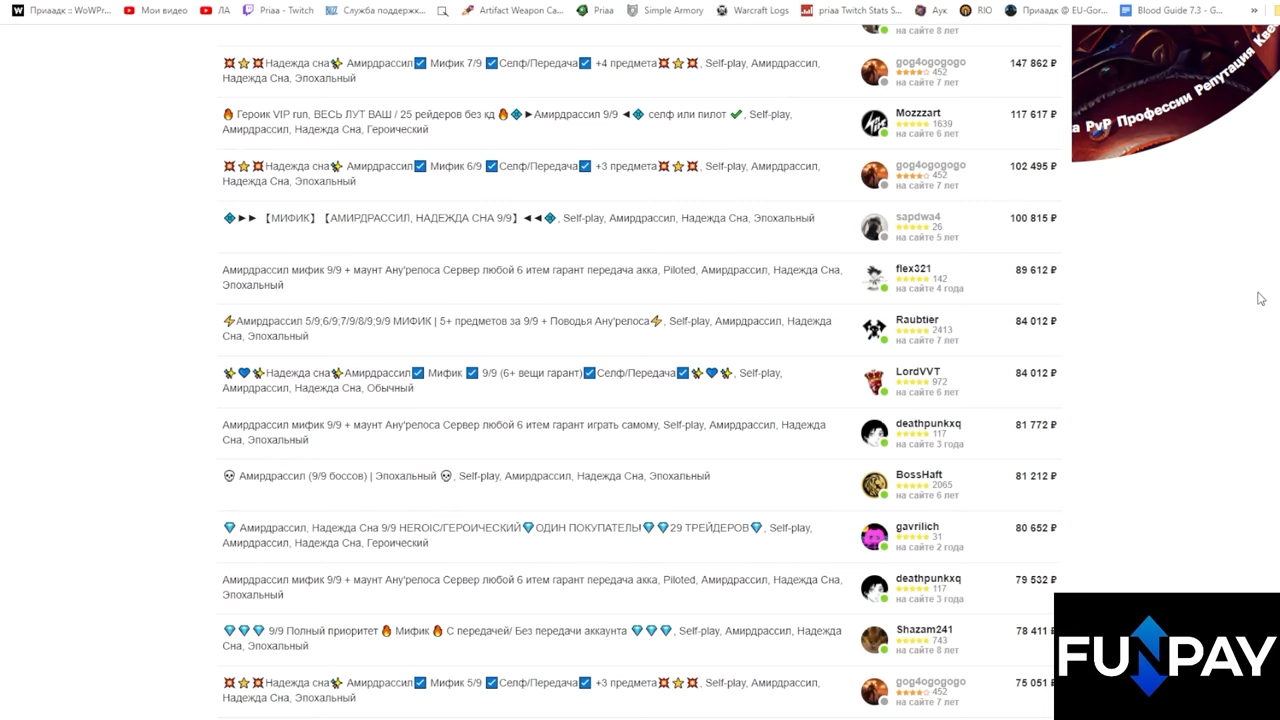 Приаадк ::: WoWPr...
Мои видео
ЛА
Priaa - Twitch
Служба поддержк...
Artifact Weapon Ca...
Priaa
Simple Armory
Warcraft Logs
priaa Twitch Stats S...
Аук
RIO
Приаадк @ EU-Gor...
Blood Guide 7.3 - G...
»
на сайте 8 лет
💥⭐💥Надежда сна✨ Амирдрассил☑ Мифик 7/9 ☑Селф/Передача☑ +4 предмета💥⭐💥, Self-play, Амирдрассил,
Надежда Сна, Эпохальный
gog4ogogogo
452
на сайте 7 лет
147 862 ₽
🔥 Героик VIP run, ВЕСЬ ЛУТ ВАШ / 25 рейдеров без кд 🔥💠►Амирдрассил 9/9 ◄💠 селф или пилот ✔, Self-play,
Амирдрассил, Надежда Сна, Героический
Mozzzart
1639
на сайте 6 лет
117 617 ₽
💥⭐💥Надежда сна✨ Амирдрассил☑ Мифик 6/9 ☑Селф/Передача☑ +3 предмета💥⭐💥, Self-play, Амирдрассил,
Надежда Сна, Эпохальный
gog4ogogogo
452
на сайте 7 лет
102 495 ₽
💠►► 【МИФИК】【АМИРДРАССИЛ, НАДЕЖДА СНА 9/9】◄◄💠, Self-play, Амирдрассил, Надежда Сна, Эпохальный
sapdwa4
26
на сайте 5 лет
100 815 ₽
Амирдрассил мифик 9/9 + маунт Ану'релоса Сервер любой 6 итем гарант передача акка, Piloted, Амирдрассил, Надежда Сна,
Эпохальный
flex321
142
на сайте 4 года
89 612 ₽
⚡Амирдрассил 5/9;6/9;7/9/8/9;9/9 МИФИК | 5+ предметов за 9/9 + Поводья Ану'релоса⚡, Self-play, Амирдрассил, Надежда
Сна, Эпохальный
Raubtier
2413
на сайте 7 лет
84 012 ₽
✨💙✨Надежда сна✨Амирдрассил☑ Мифик ☑ 9/9 (6+ вещи гарант)☑Селф/Передача☑✨💙✨, Self-play,
Амирдрассил, Надежда Сна, Обычный
LordVVT
972
на сайте 6 лет
84 012 ₽
Амирдрассил мифик 9/9 + маунт Ану'релоса Сервер любой 6 итем гарант играть самому, Self-play, Амирдрассил, Надежда
Сна, Эпохальный
deathpunkxq
117
на сайте 3 года
81 772 ₽
💀 Амирдрассил (9/9 боссов) | Эпохальный 💀, Self-play, Амирдрассил, Надежда Сна, Эпохальный
BossHaft
2065
на сайте 6 лет
81 212 ₽
💎 Амирдрассил, Надежда Сна 9/9 HEROIC/ГЕРОИЧЕСКИЙ💎ОДИН ПОКУПАТЕЛЬ!💎 💎29 ТРЕЙДЕРОВ💎, Self-play,
Амирдрассил, Надежда Сна, Героический
gavrilich
31
на сайте 2 года
80 652 ₽
Амирдрассил мифик 9/9 + маунт Ану'релоса Сервер любой 6 итем гарант передача акка, Piloted, Амирдрассил, Надежда Сна,
Эпохальный
deathpunkxq
117
на сайте 3 года
79 532 ₽
💎💎💎 9/9 Полный приоритет 🔥 Мифик 🔥 С передачей/ Без передачи аккаунта 💎💎💎, Self-play, Амирдрассил, Надежда
Сна, Эпохальный
Shazam241
743
на сайте 8 лет
78 411 ₽
💥⭐💥Надежда сна✨ Амирдрассил☑ Мифик 5/9 ☑Селф/Передача☑ +3 предмета💥⭐💥, Self-play, Амирдрассил,
Надежда Сна, Эпохальный
gog4ogogogo
452
на сайте 7 лет
75 051 ₽
а PvP Профессии Репутация Кве
FUNPAY